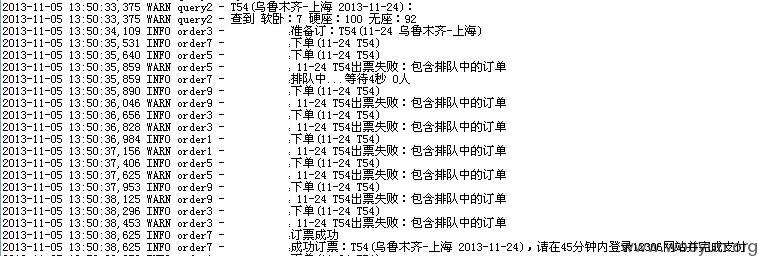 2013-11-05 13:50:33,375 WARN query2 - T54(乌鲁木齐-上海 2013-11-24):
2013-11-05 13:50:33,375 WARN query2 - 查到 软卧:7 硬座:100 无座:92
2013-11-05 13:50:34,109 INFO order3 - :准备订:T54(11-24 乌鲁木齐-上海)
2013-11-05 13:50:35,531 INFO order7 - :下单(11-24 T54)
2013-11-05 13:50:35,640 INFO order5 - :下单(11-24 T54)
2013-11-05 13:50:35,859 WARN order5 - : 11-24 T54出票失败:包含排队中的订单
2013-11-05 13:50:35,859 INFO order7 - :排队中...等待4秒 0人
2013-11-05 13:50:35,890 INFO order9 - :下单(11-24 T54)
2013-11-05 13:50:36,046 WARN order9 - : 11-24 T54出票失败:包含排队中的订单
2013-11-05 13:50:36,656 INFO order3 - :下单(11-24 T54)
2013-11-05 13:50:36,828 WARN order3 - : 11-24 T54出票失败:包含排队中的订单
2013-11-05 13:50:36,984 INFO order1 - :下单(11-24 T54)
2013-11-05 13:50:37,156 WARN order1 - : 11-24 T54出票失败:包含排队中的订单
2013-11-05 13:50:37,406 INFO order5 - :下单(11-24 T54)
2013-11-05 13:50:37,625 WARN order5 - : 11-24 T54出票失败:包含排队中的订单
2013-11-05 13:50:37,953 INFO order9 - :下单(11-24 T54)
2013-11-05 13:50:38,125 WARN order9 - : 11-24 T54出票失败:包含排队中的订单
2013-11-05 13:50:38,296 INFO order3 - :下单(11-24 T54)
2013-11-05 13:50:38,453 WARN order3 - : 11-24 T54出票失败:包含排队中的订单
2013-11-05 13:50:38,625 INFO order7 - :订票成功
2013-11-05 13:50:38,625 INFO order7 - :成功订票:T54(乌鲁木齐-上海 2013-11-24),请在45分钟内登录12306网站并完成支付